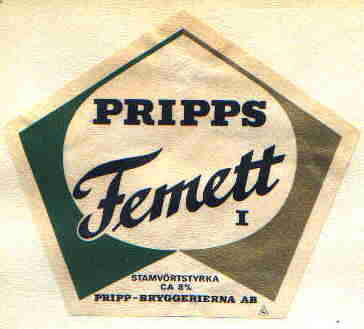 PRIPPS
Femett
I
STAMVÖRTSTYRKA
CA 8%
PRIPP-BRYGGERIERNA AB